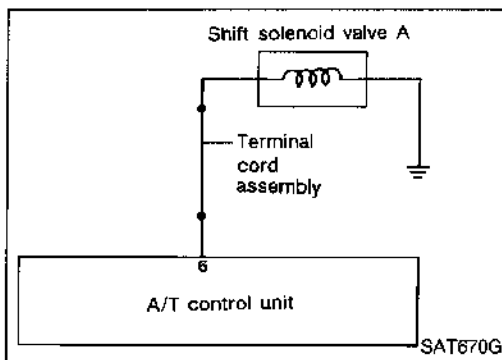 Shift solenoid valve A
Terminal
cord
assembly
6
A/T control unit
SAT670G